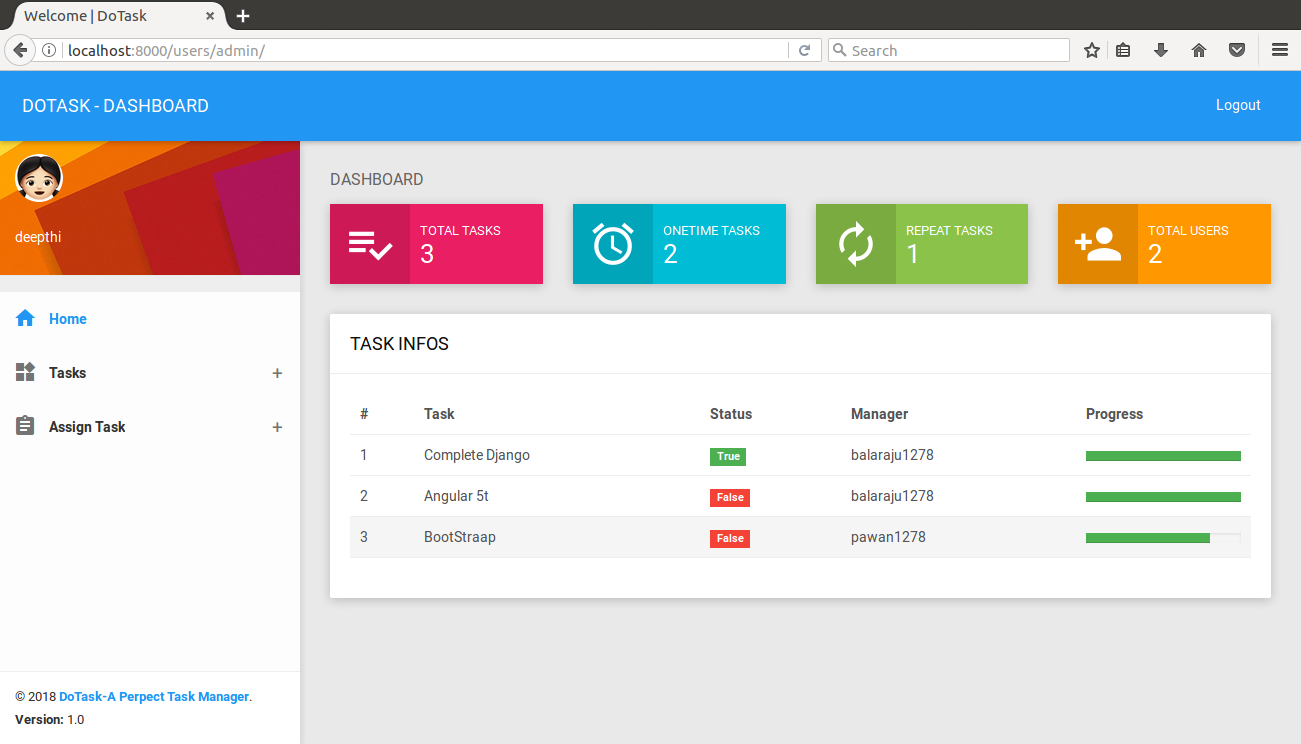 Welcome | DoTask
localhost:8000/users/admin/
Search
DOTASK - DASHBOARD
Logout
deepthi
Home
Tasks +
Assign Task +
© 2018 DoTask-A Perpect Task Manager.
Version: 1.0
DASHBOARD
TOTAL TASKS
3
ONETIME TASKS
2
REPEAT TASKS
1
TOTAL USERS
2
TASK INFOS
# Task Status Manager Progress
1 Complete Django True balaraju1278
2 Angular 5t False balaraju1278
3 BootStraap False pawan1278